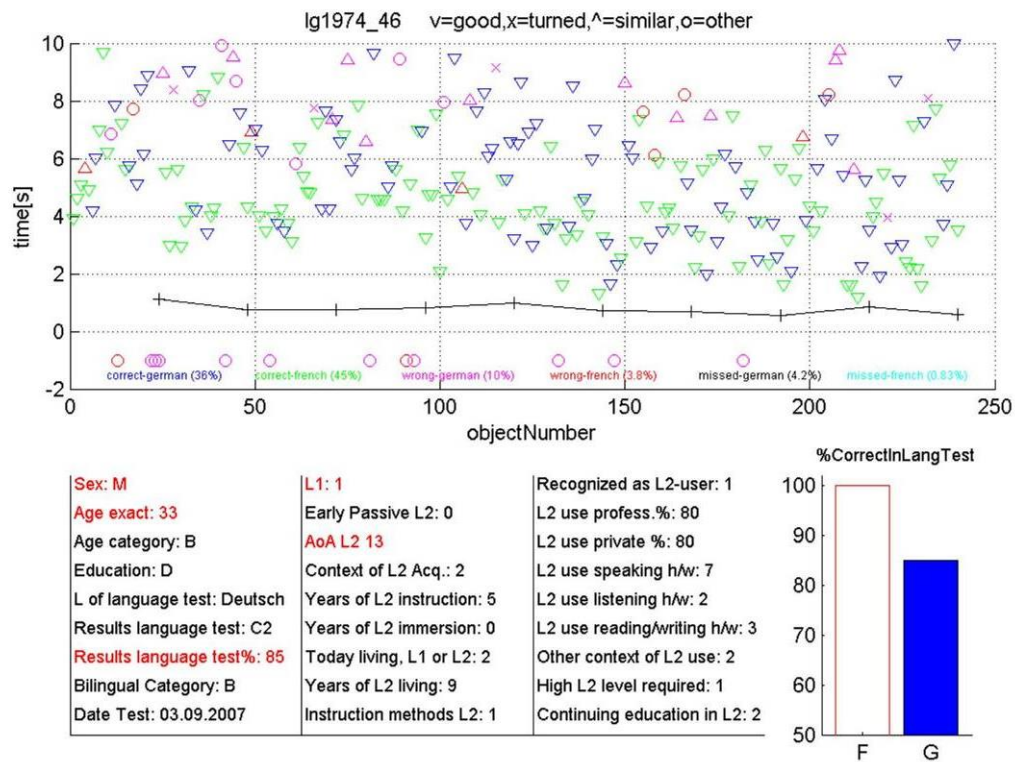 lg1974_46 v=good,x=turned,^=similar,o=other
10
8
6
4
2
0
-2
time[s]
correct-german (36%) correct-french (45%) wrong-german (10%) wrong-french (3.8%) missed-german (4.2%) missed-french (0.83%)
0 50 100 150 200 250
objectNumber
Sex: M
Age exact: 33
Age category: B
Education: D
L of language test: Deutsch
Results language test: C2
Results language test%: 85
Bilingual Category: B
Date Test: 03.09.2007
L1: 1
Early Passive L2: 0
AoA L2 13
Context of L2 Acq.: 2
Years of L2 instruction: 5
Years of L2 immersion: 0
Today living, L1 or L2: 2
Years of L2 living: 9
Instruction methods L2: 1
Recognized as L2-user: 1
L2 use profess.%: 80
L2 use private %: 80
L2 use speaking h/w: 7
L2 use listening h/w: 2
L2 use reading/writing h/w: 3
Other context of L2 use: 2
High L2 level required: 1
Continuing education in L2: 2
%CorrectInLangTest
100
90
80
70
60
50
F G